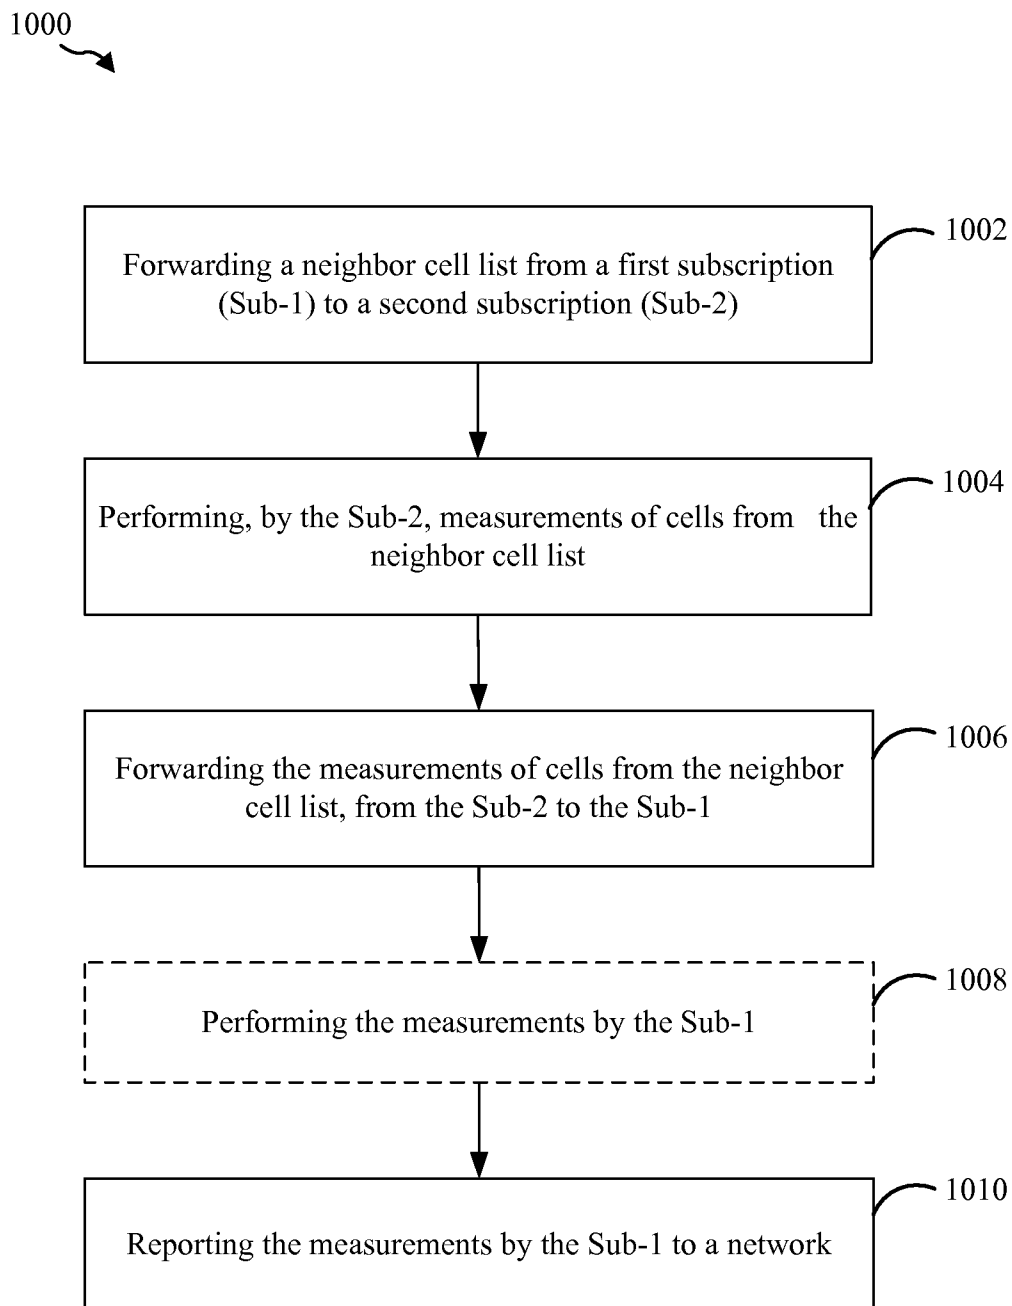 1000
Forwarding a neighbor cell list from a first subscription
(Sub-1) to a second subscription (Sub-2)
1002
Performing, by the Sub-2, measurements of cells from the
neighbor cell list
1004
Forwarding the measurements of cells from the neighbor
cell list, from the Sub-2 to the Sub-1
1006
Performing the measurements by the Sub-1
1008
Reporting the measurements by the Sub-1 to a network
1010